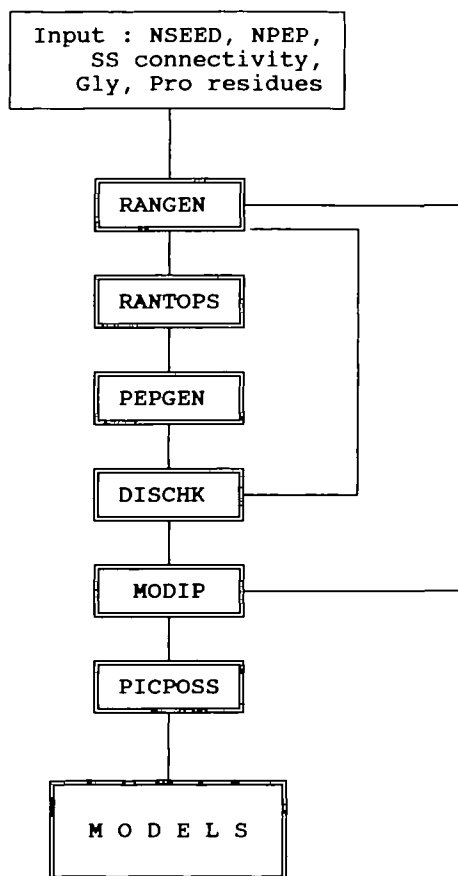 Input : NSEED, NPEP,
SS connectivity,
Gly, Pro residues
RANGEN
RANTOPS
PEPGEN
DISCHK
MODIP
PICPOSS
M O D E L S